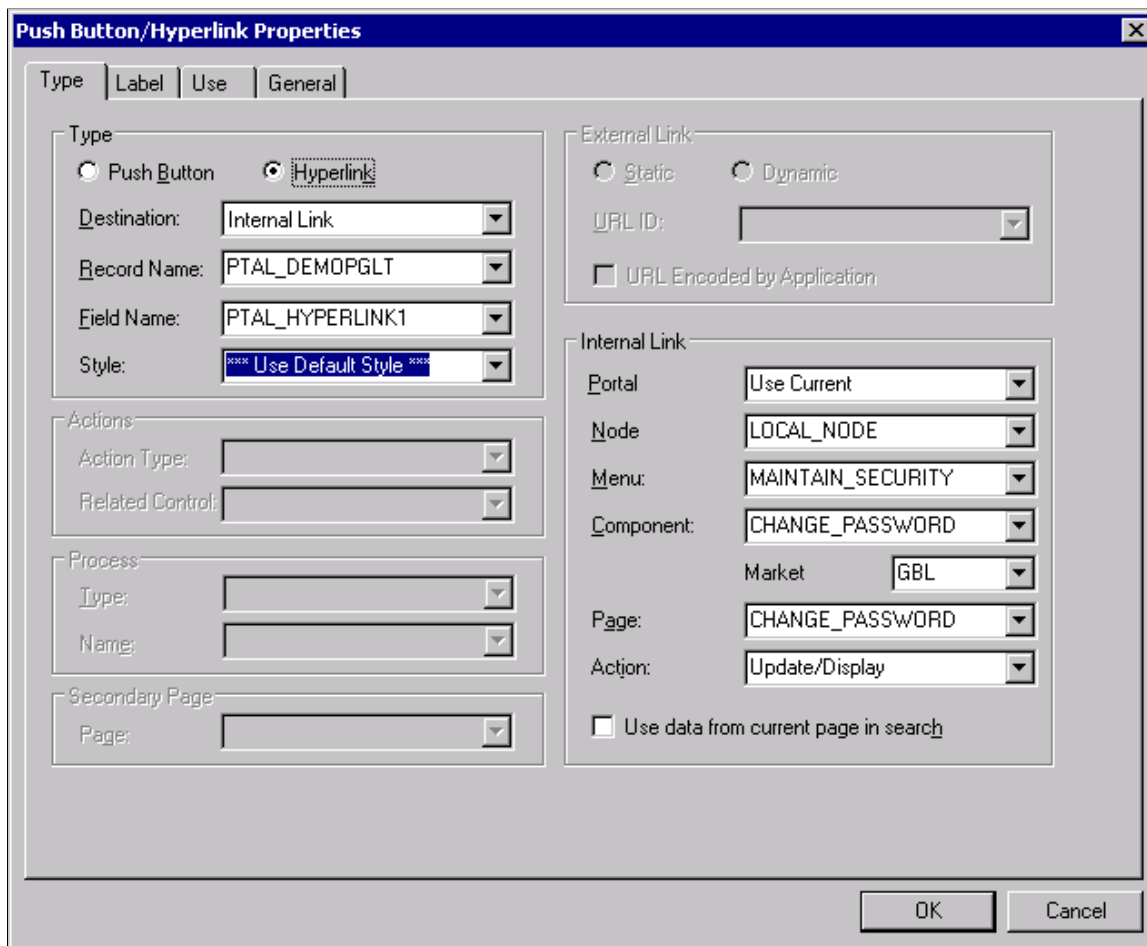 Push Button/Hyperlink Properties
Type Label Use General
Type
Push Button Hyperlink
Destination: Internal Link
Record Name: PTAL_DEMOPGLT
Field Name: PTAL_HYPERLINK1
Style: *** Use Default Style ***
Actions
Action Type:
Related Control:
Process
Type:
Name:
Secondary Page
Page:
External Link
Static Dynamic
URL ID:
URL Encoded by Application
Internal Link
Portal Use Current
Node LOCAL_NODE
Menu: MAINTAIN_SECURITY
Component: CHANGE_PASSWORD
Market GBL
Page: CHANGE_PASSWORD
Action: Update/Display
Use data from current page in search
OK Cancel